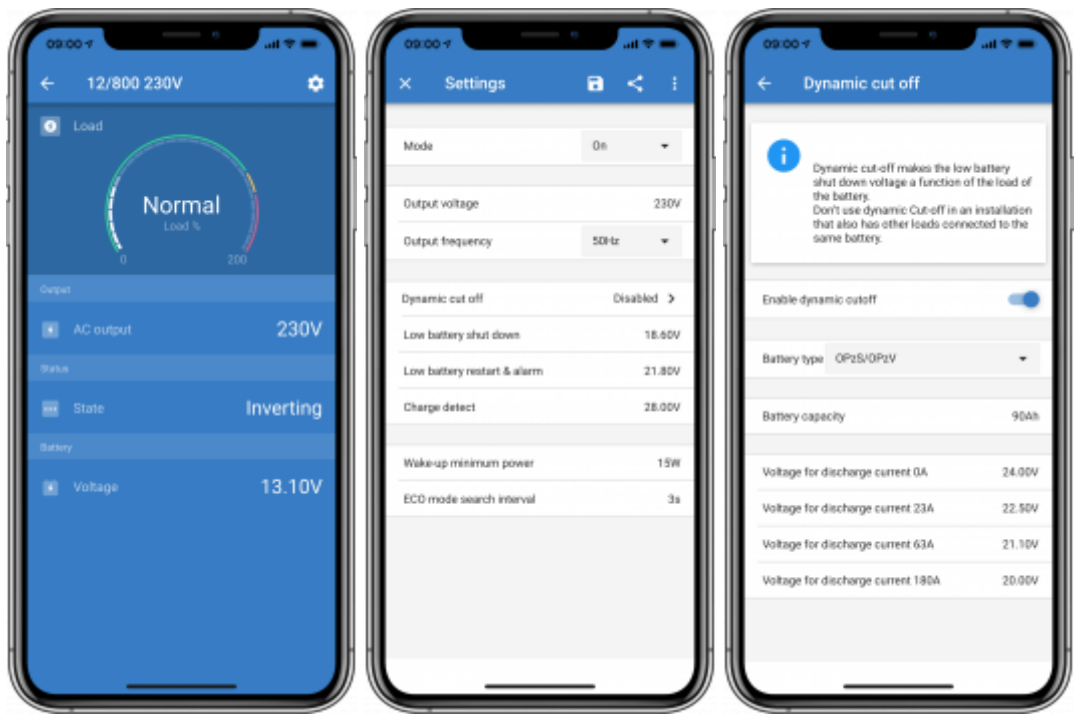 09:00
12/800 230V
Load
Normal
Load %
0
200
Output
AC output
230V
Status
State
Inverting
Battery
Voltage
13.10V
09:00
Settings
Mode
On
Output voltage
230V
Output frequency
50Hz
Dynamic cut off
Disabled
Low battery shut down
18.60V
Low battery restart & alarm
21.80V
Charge detect
28.00V
Wake-up minimum power
15W
ECO mode search interval
3s
09:00
Dynamic cut off
Dynamic cut-off makes the low battery
shut down voltage a function of the load of
the battery.
Don't use dynamic Cut-off in an installation
that also has other loads connected to the
same battery.
Enable dynamic cutoff
Battery type
OPzS/OPzV
Battery capacity
90Ah
Voltage for discharge current 0A
24.00V
Voltage for discharge current 23A
22.50V
Voltage for discharge current 63A
21.10V
Voltage for discharge current 180A
20.00V